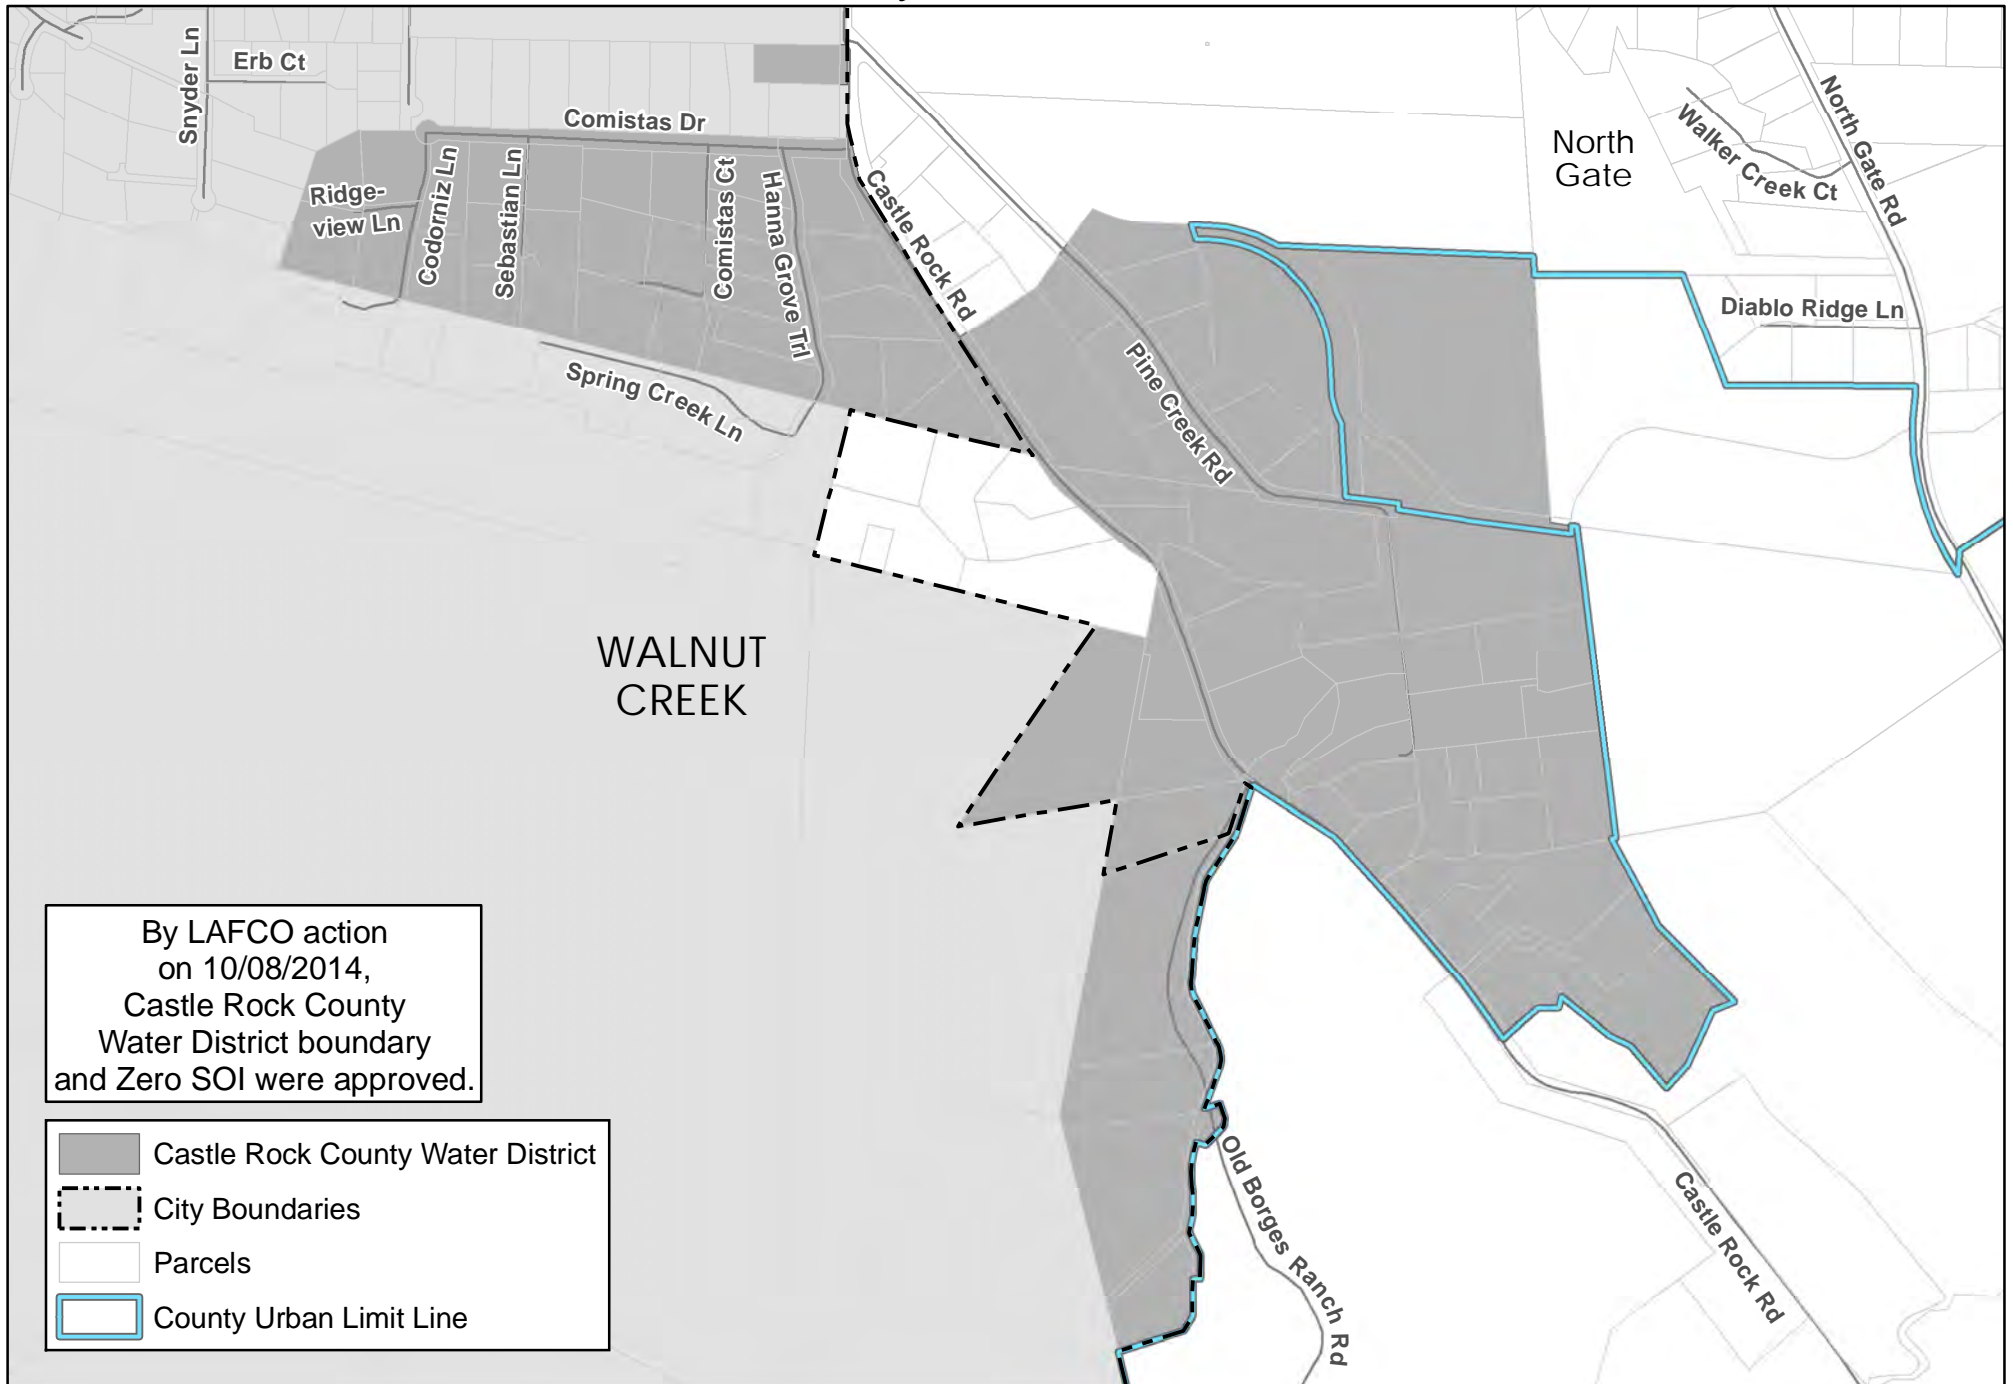 Snyder Ln
Erb Ct
Comistas Dr
Ridge-
view Ln
Codorniz Ln
Sebastian Ln
Comistas Ct
Hanna Grove Trl
Spring Creek Ln
Castle Rock Rd
Pine Creek Rd
North
Gate
Walker Creek Ct
North Gate Rd
Diablo Ridge Ln
WALNUT
CREEK
Old Borges Ranch Rd
Castle Rock Rd
By LAFCO action
on 10/08/2014,
Castle Rock County
Water District boundary
and Zero SOI were approved.
Castle Rock County Water District
City Boundaries
Parcels
County Urban Limit Line